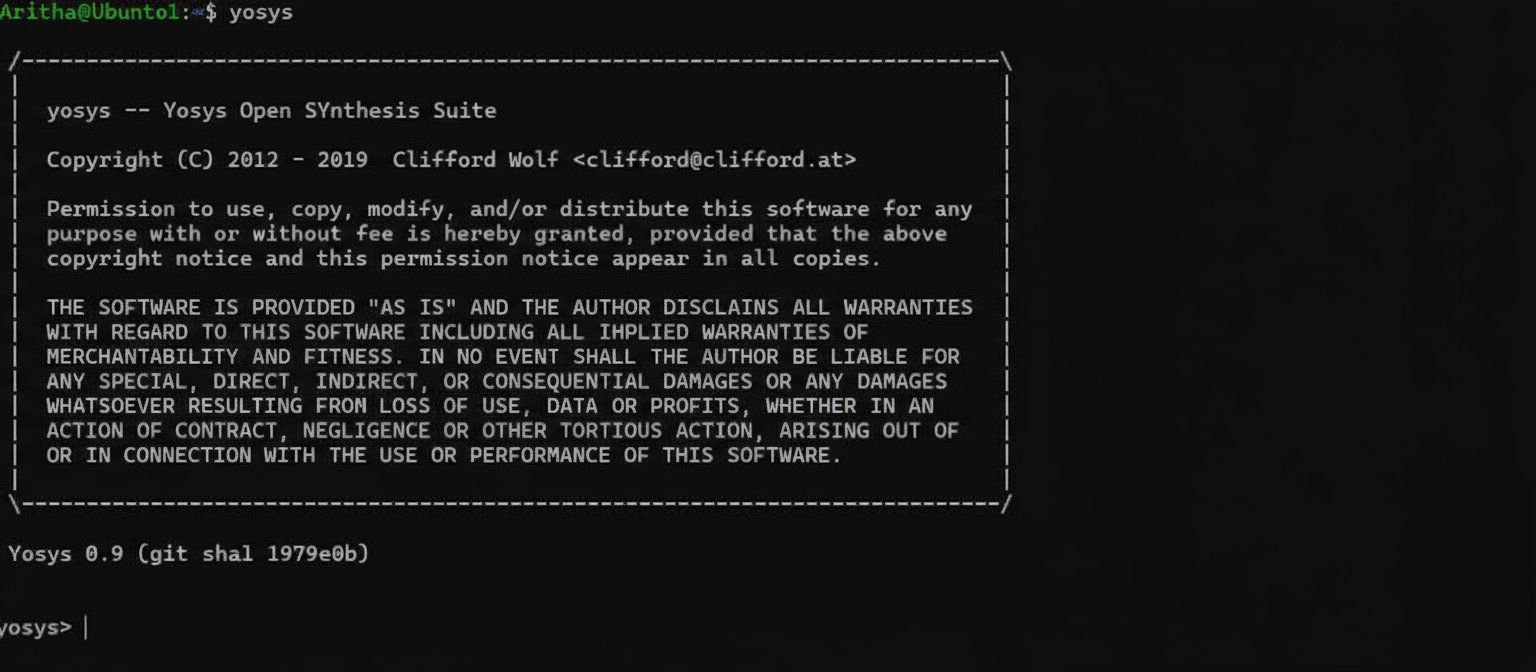 Aritha@Ubunto1:~$ yosys
/----------------------------------------------------------------------------\
| yosys -- Yosys Open SYnthesis Suite |
| Copyright (C) 2012 - 2019  Clifford Wolf <clifford@clifford.at> |
| Permission to use, copy, modify, and/or distribute this software for any |
| purpose with or without fee is hereby granted, provided that the above |
| copyright notice and this permission notice appear in all copies. |
| THE SOFTWARE IS PROVIDED "AS IS" AND THE AUTHOR DISCLAINS ALL WARRANTIES |
| WITH REGARD TO THIS SOFTWARE INCLUDING ALL IHPLIED WARRANTIES OF |
| MERCHANTABILITY AND FITNESS. IN NO EVENT SHALL THE AUTHOR BE LIABLE FOR |
| ANY SPECIAL, DIRECT, INDIRECT, OR CONSEQUENTIAL DAMAGES OR ANY DAMAGES |
| WHATSOEVER RESULTING FROM LOSS OF USE, DATA OR PROFITS, WHETHER IN AN |
| ACTION OF CONTRACT, NEGLIGENCE OR OTHER TORTIOUS ACTION, ARISING OUT OF |
| OR IN CONNECTION WITH THE USE OR PERFORMANCE OF THIS SOFTWARE. |
\----------------------------------------------------------------------------/
Yosys 0.9 (git shal 1979e0b)
yosys>